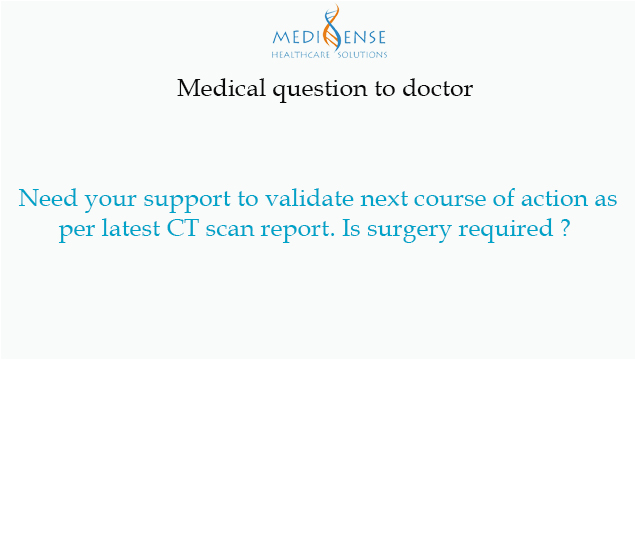 MEDISENSE
HEALTHCARE SOLUTIONS
Medical question to doctor
Need your support to validate next course of action as
per latest CT scan report. Is surgery required ?